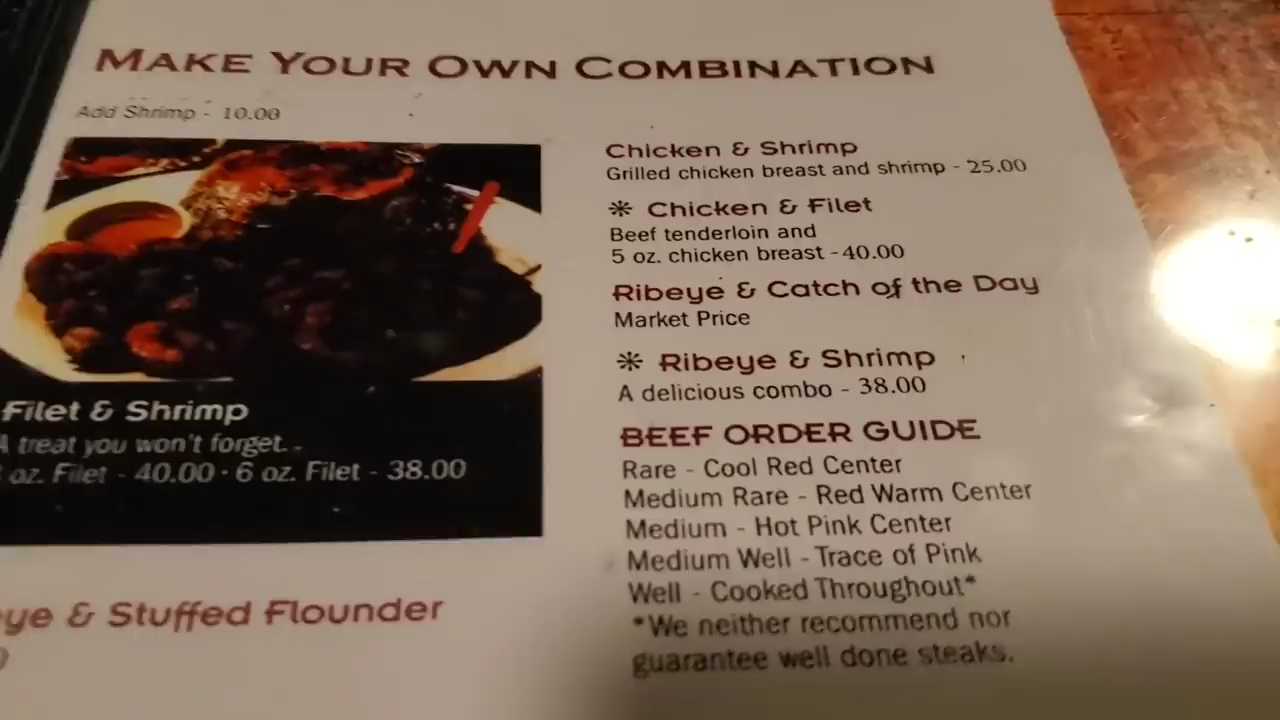 MAKE YOUR OWN COMBINATION
Add Shrimp - 10.00
Filet & Shrimp
A treat you won't forget.
oz. Filet - 40.00 · 6 oz. Filet - 38.00
& Stuffed Flounder
Chicken & Shrimp
Grilled chicken breast and shrimp - 25.00
✳ Chicken & Filet
Beef tenderloin and
5 oz. chicken breast - 40.00
Ribeye & Catch of the Day
Market Price
✳ Ribeye & Shrimp
A delicious combo - 38.00
BEEF ORDER GUIDE
Rare - Cool Red Center
Medium Rare - Red Warm Center
Medium - Hot Pink Center
Medium Well - Trace of Pink
Well - Cooked Throughout*
*We neither recommend nor
guarantee well done steaks.